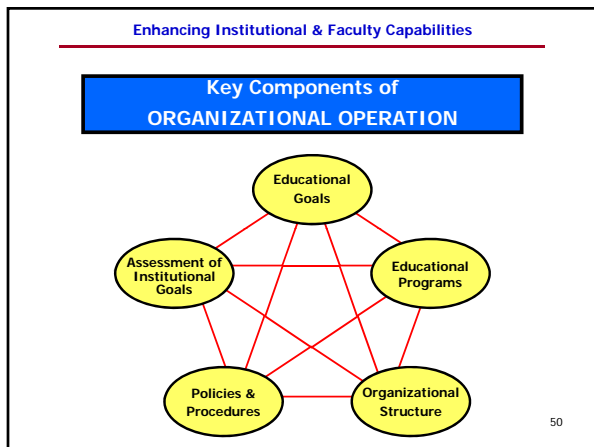 Enhancing Institutional & Faculty Capabilities
Key Components of
ORGANIZATIONAL OPERATION
Educational
Goals
Assessment of
Institutional
Goals
Educational
Programs
Policies &
Procedures
Organizational
Structure
50